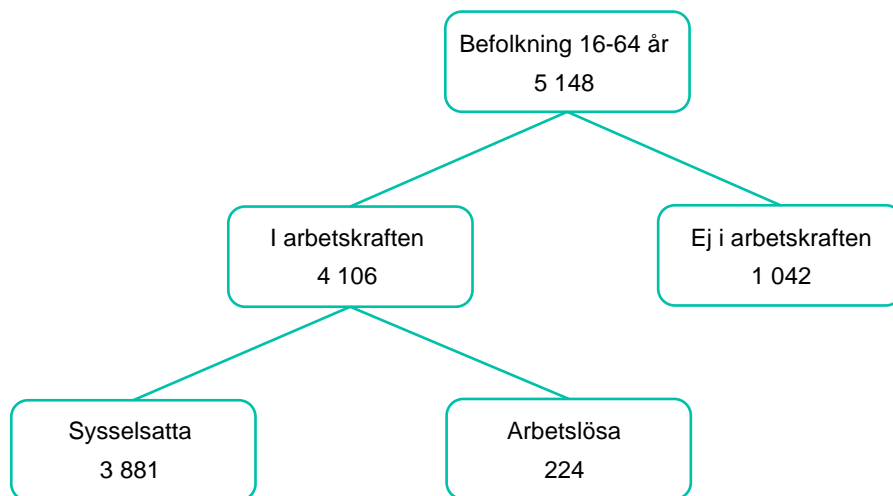 Befolkning 16-64 år
5 148
I arbetskraften
4 106
Ej i arbetskraften
1 042
Sysselsatta
3 881
Arbetslösa
224